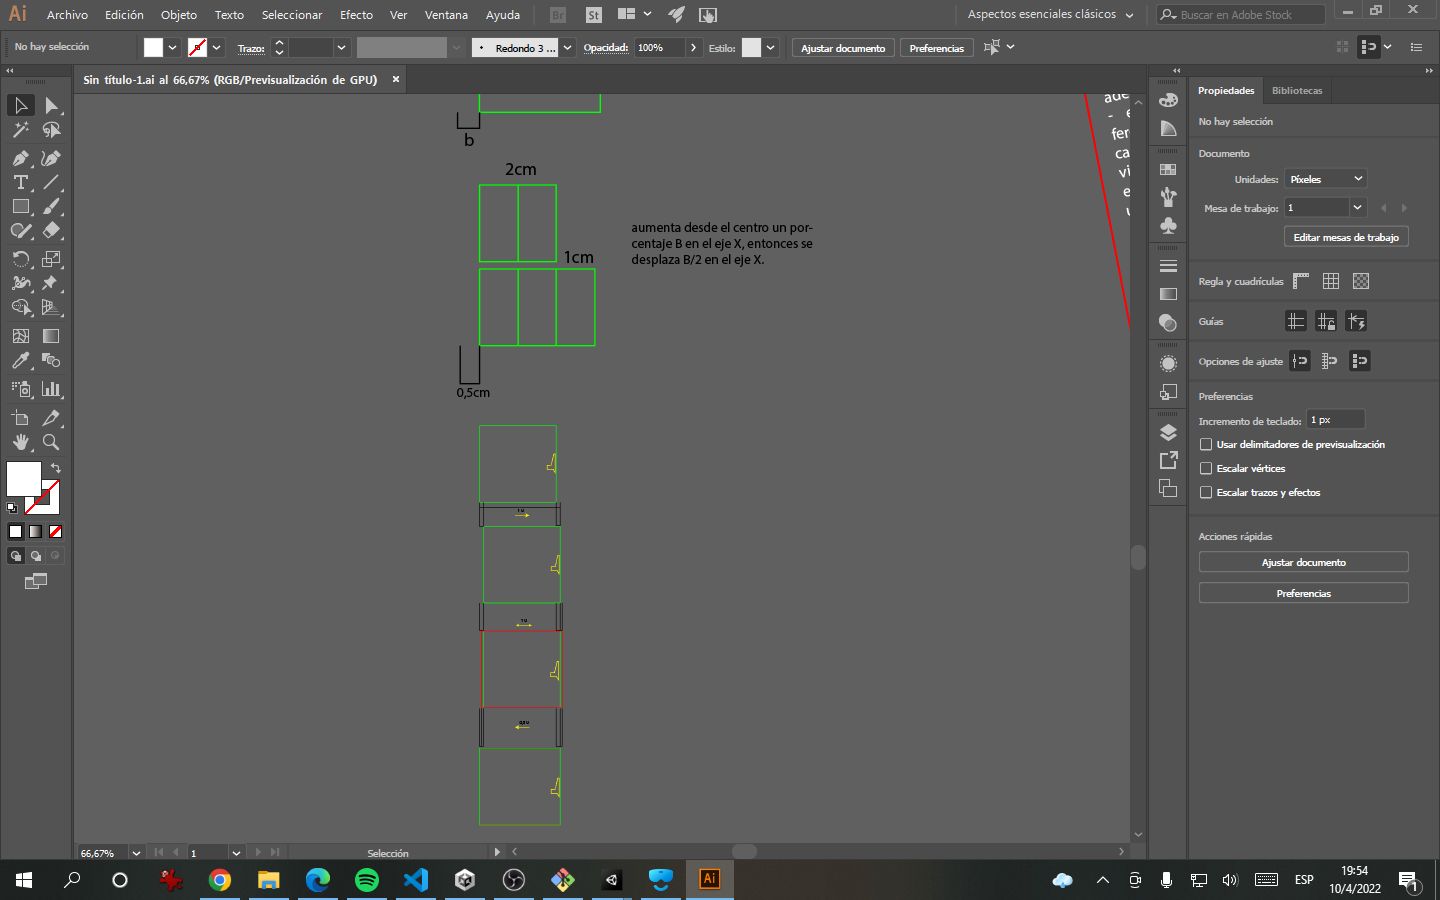 Ai Archivo Edición Objeto Texto Seleccionar Efecto Ver Ventana Ayuda Br St Aspectos esenciales clásicos Buscar en Adobe Stock
No hay selección Trazo: Redondo 3 ... Opacidad: 100% Estilo: Ajustar documento Preferencias
Sin título-1.ai al 66,67% (RGB/Previsualización de GPU) ×
b
2cm
aumenta desde el centro un por-
centaje B en el eje X, entonces se
desplaza B/2 en el eje X.
1cm
0,5cm
ade
- e
fer
ca
vi
e
u
Propiedades Bibliotecas
No hay selección
Documento
Unidades: Píxeles
Mesa de trabajo: 1
Editar mesas de trabajo
Regla y cuadrículas
Guías
Opciones de ajuste
Preferencias
Incremento de teclado: 1 px
Usar delimitadores de previsualización
Escalar vértices
Escalar trazos y efectos
Acciones rápidas
Ajustar documento
Preferencias
66,67% 1 Selección
ESP
19:54
10/4/2022
1